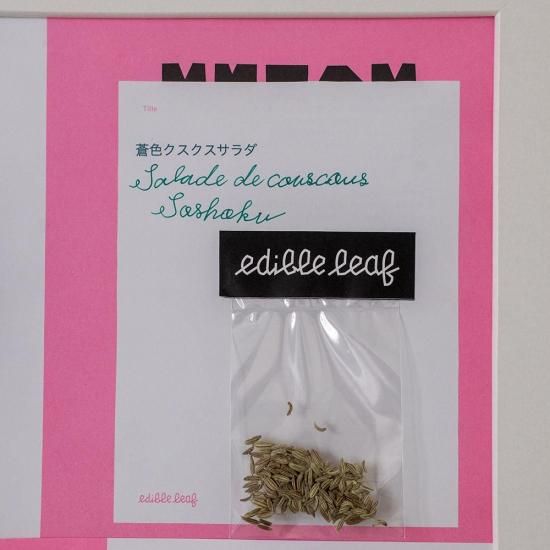 Title
蒼色クスクスサラダ
Salade de couscous
Soshoku
edible leaf
edible leaf